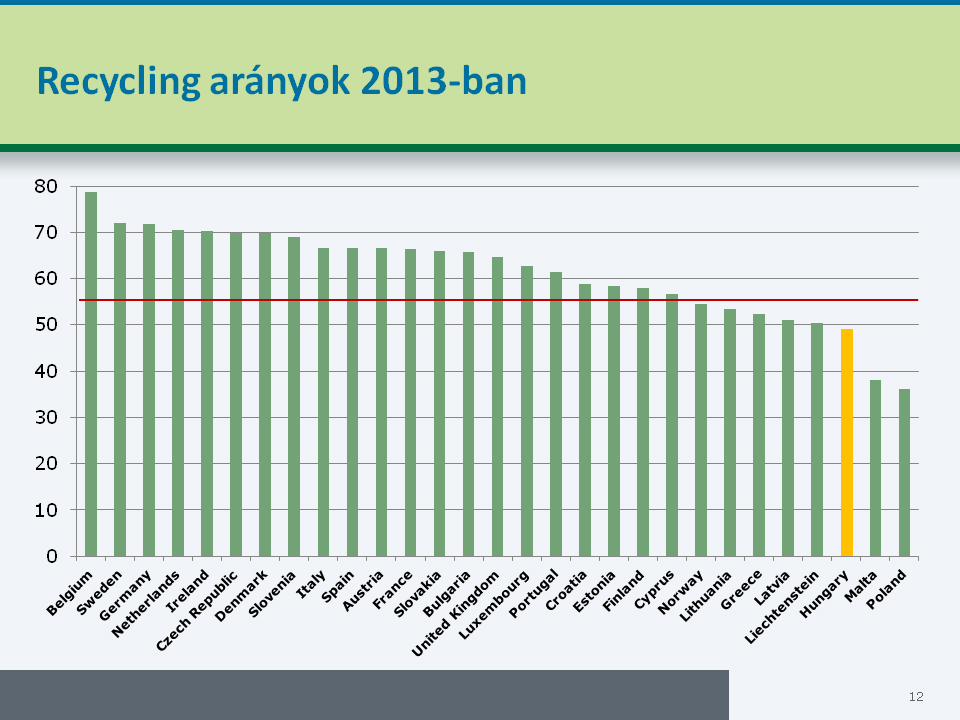 Recycling arányok 2013-ban
80
70
60
50
40
30
20
10
0
Belgium
Sweden
Germany
Netherlands
Ireland
Czech Republic
Denmark
Slovenia
Italy
Spain
Austria
France
Slovakia
Bulgaria
United Kingdom
Luxembourg
Portugal
Croatia
Estonia
Finland
Cyprus
Norway
Lithuania
Greece
Latvia
Liechtenstein
Hungary
Malta
Poland
12